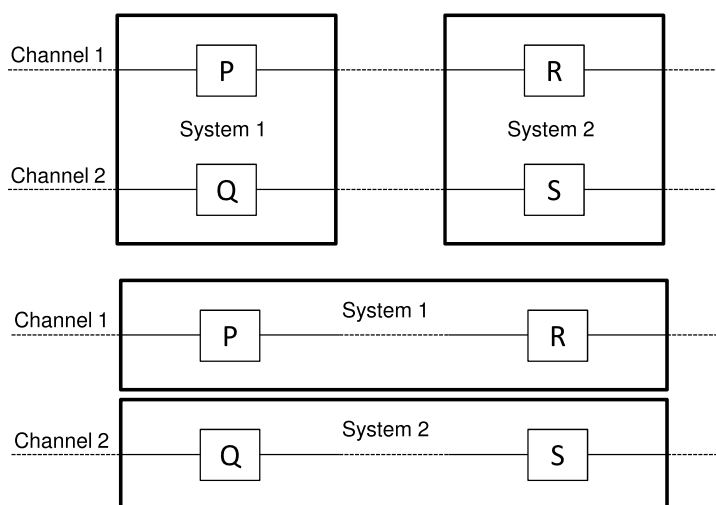 Channel 1
P
R
System 1
System 2
Channel 2
Q
S
System 1
Channel 1
P
R
System 2
Channel 2
Q
S